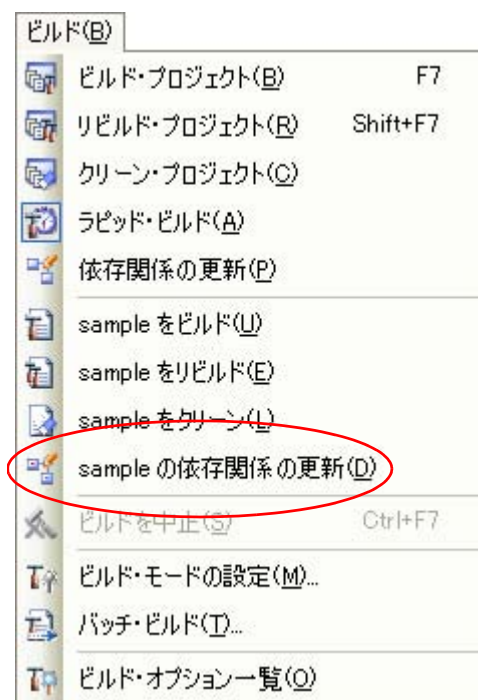 ビルド(B)
ビルド・プロジェクト(B) F7
リビルド・プロジェクト(R) Shift+F7
クリーン・プロジェクト(C)
ラピッド・ビルド(A)
依存関係の更新(P)
sample をビルド(U)
sample をリビルド(E)
sample をクリーン(L)
sample の依存関係の更新(D)
ビルドを中止(S) Ctrl+F7
ビルド・モードの設定(M)...
バッチ・ビルド(T)...
ビルド・オプション一覧(O)